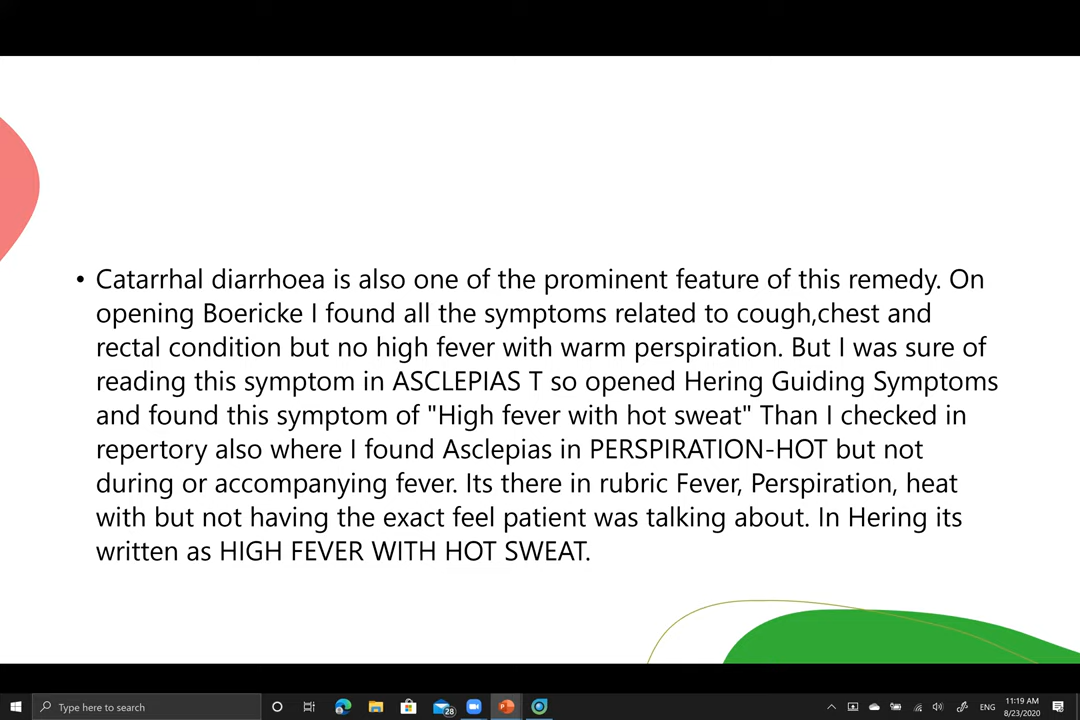 • Catarrhal diarrhoea is also one of the prominent feature of this remedy. On
opening Boericke I found all the symptoms related to cough,chest and
rectal condition but no high fever with warm perspiration. But I was sure of
reading this symptom in ASCLEPIAS T so opened Hering Guiding Symptoms
and found this symptom of "High fever with hot sweat" Than I checked in
repertory also where I found Asclepias in PERSPIRATION-HOT but not
during or accompanying fever. Its there in rubric Fever, Perspiration, heat
with but not having the exact feel patient was talking about. In Hering its
written as HIGH FEVER WITH HOT SWEAT.
Type here to search
28
ENG
11:19 AM
8/23/2020